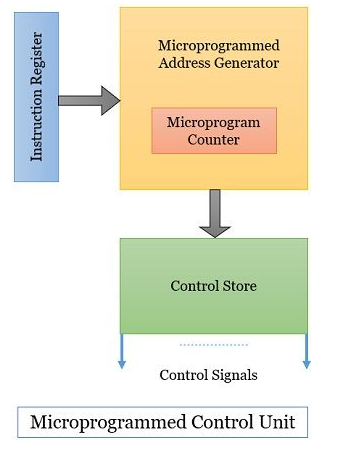 Instruction Register
Microprogrammed
Address Generator
Microprogram
Counter
Control Store
Control Signals
Microprogrammed Control Unit